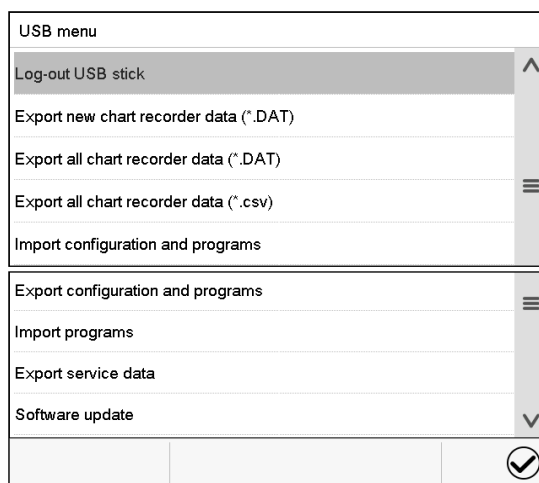 USB menu
Log-out USB stick
Export new chart recorder data (*.DAT)
Export all chart recorder data (*.DAT)
Export all chart recorder data (*.csv)
Import configuration and programs
Export configuration and programs
Import programs
Export service data
Software update